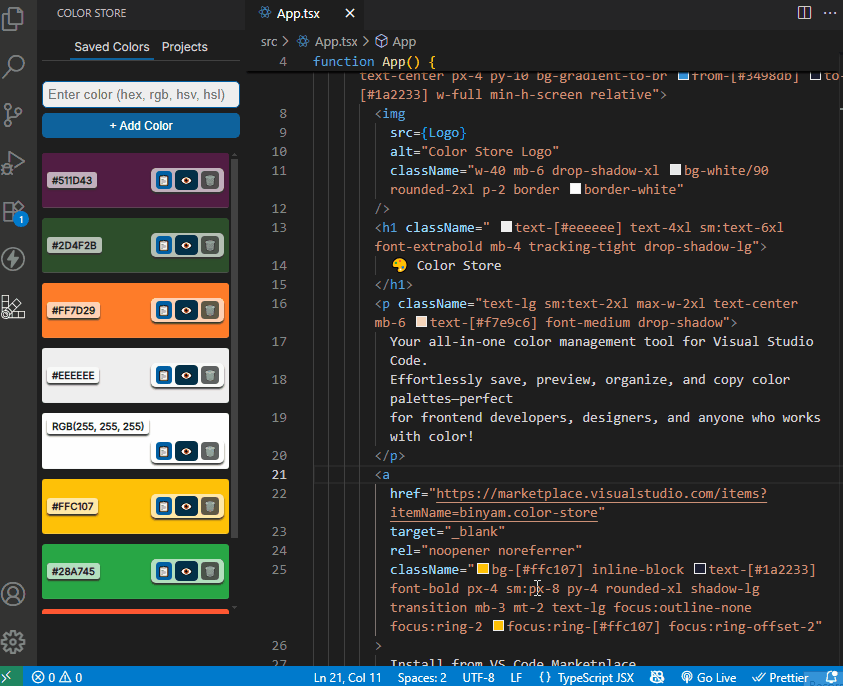 COLOR STORE
App.tsx
Saved Colors Projects
src App.tsx App
4 function App() {
text-center px-4 py-10 bg-gradient-to-br from-[#3498db] to-
[#1a2233] w-full min-h-screen relative">
Enter color (hex, rgb, hsv, hsl)
+ Add Color
#511D43
#2D4F2B
#FF7D29
#EEEEEE
RGB(255, 255, 255)
#FFC107
#28A745
8 <img
9 src={Logo}
10 alt="Color Store Logo"
11 className="w-40 mb-6 drop-shadow-xl bg-white/90
rounded-2xl p-2 border border-white"
12 />
13 <h1 className=" text-[#eeeeee] text-4xl sm:text-6xl
font-extrabold mb-4 tracking-tight drop-shadow-lg">
14 🎨 Color Store
15 </h1>
16 <p className="text-lg sm:text-2xl max-w-2xl text-center
mb-6 text-[#f7e9c6] font-medium drop-shadow">
17 Your all-in-one color management tool for Visual Studio
Code.
18 Effortlessly save, preview, organize, and copy color
palettes—perfect
19 for frontend developers, designers, and anyone who works
with color!
20 </p>
21 <a
22 href="https://marketplace.visualstudio.com/items?
itemName=binyam.color-store"
23 target="_blank"
24 rel="noopener noreferrer"
25 className=" bg-[#ffc107] inline-block text-[#1a2233]
font-bold px-4 sm:px-8 py-4 rounded-xl shadow-lg
transition mb-3 mt-2 text-lg focus:outline-none
focus:ring-2 focus:ring-[#ffc107] focus:ring-offset-2"
26 >
27 Install from VS Code Marketplace
1
0 0 Ln 21, Col 11 Spaces: 2 UTF-8 LF {} TypeScript JSX Go Live Prettier